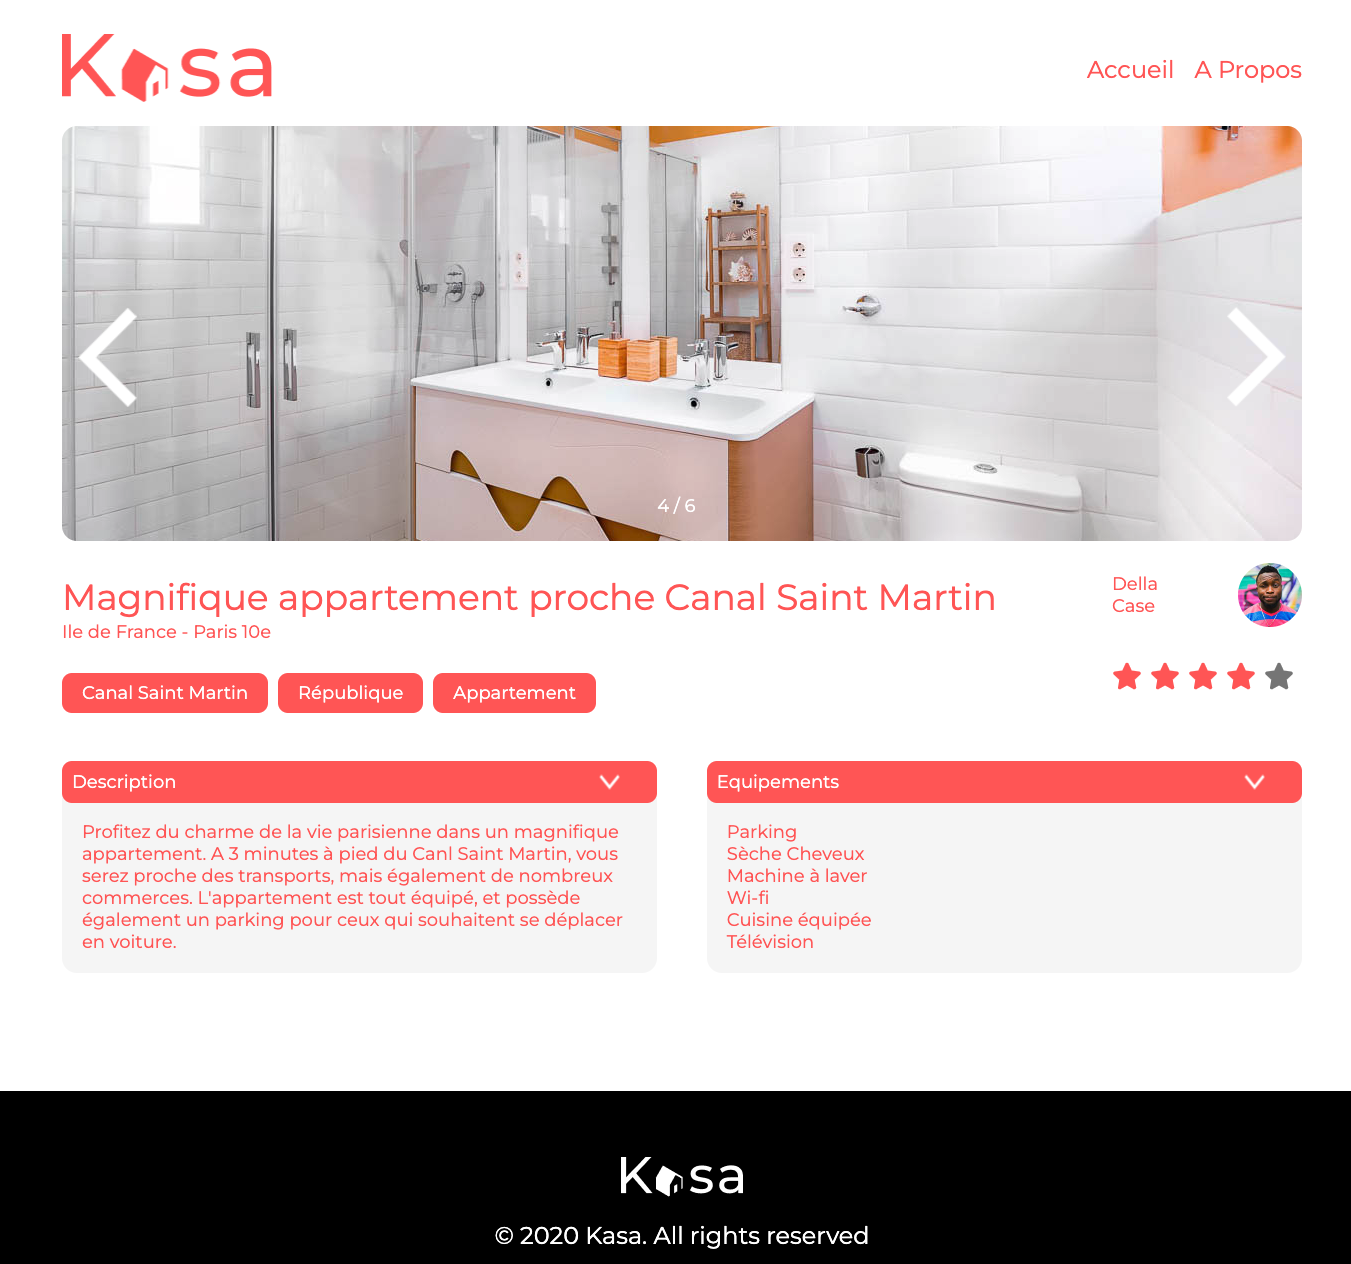 Kasa
Accueil A Propos
4 / 6
Magnifique appartement proche Canal Saint Martin
Ile de France - Paris 10e
Della
Case
Canal Saint Martin République Appartement
Description
Profitez du charme de la vie parisienne dans un magnifique
appartement. A 3 minutes à pied du Canl Saint Martin, vous
serez proche des transports, mais également de nombreux
commerces. L'appartement est tout équipé, et possède
également un parking pour ceux qui souhaitent se déplacer
en voiture.
Equipements
Parking
Sèche Cheveux
Machine à laver
Wi-fi
Cuisine équipée
Télévision
Kasa
© 2020 Kasa. All rights reserved